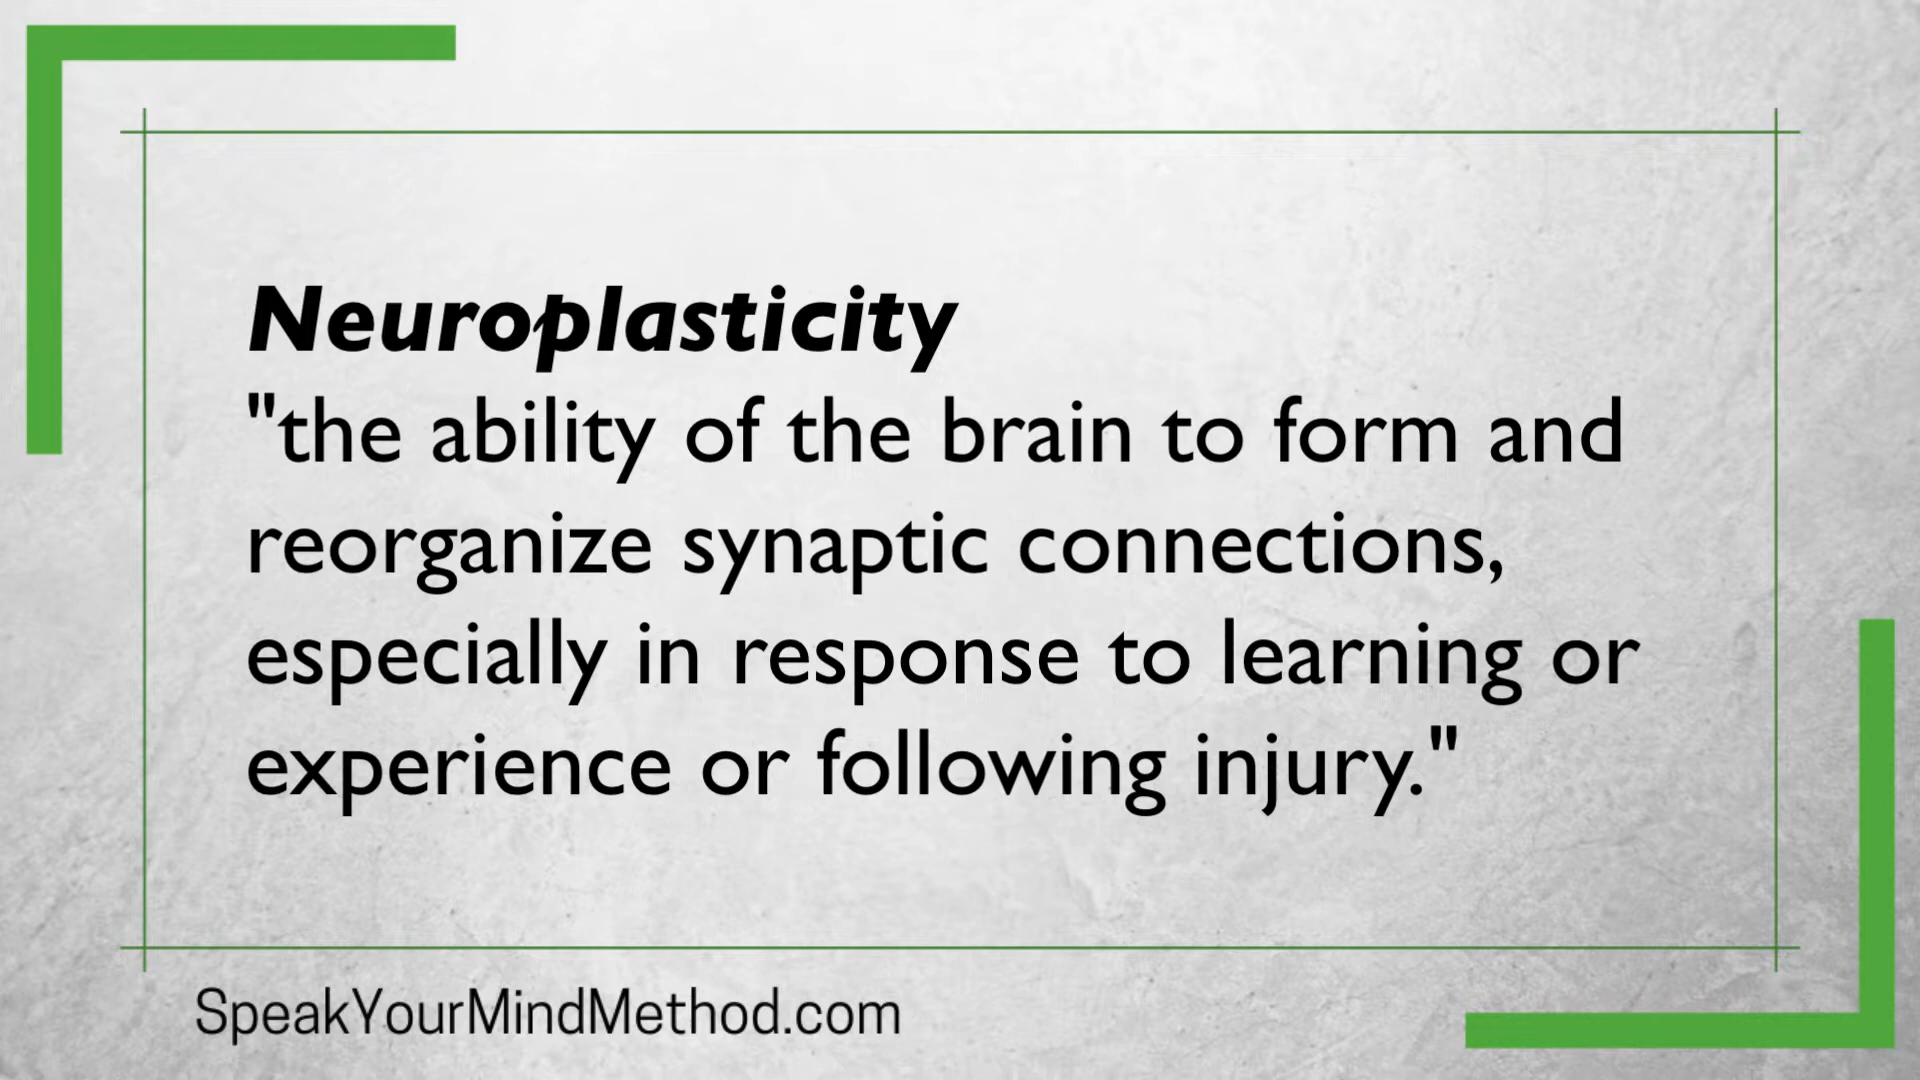 Neuroplasticity
"the ability of the brain to form and
reorganize synaptic connections,
especially in response to learning or
experience or following injury."
SpeakYourMindMethod.com